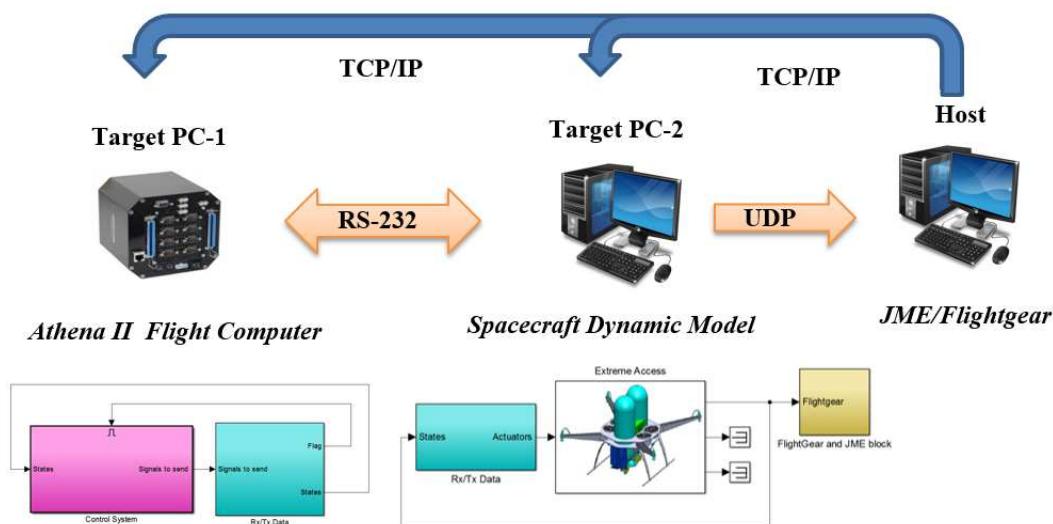 TCP/IP
TCP/IP
Host
Target PC-1
Target PC-2
RS-232
UDP
Athena II Flight Computer
Spacecraft Dynamic Model
JME/Flightgear
Extreme Access
Flag
States
Signals to send
Signals to send
States
Control System
Rx/Tx Data
States
Actuators
Rx/Tx Data
Flightgear
FlightGear and JME block